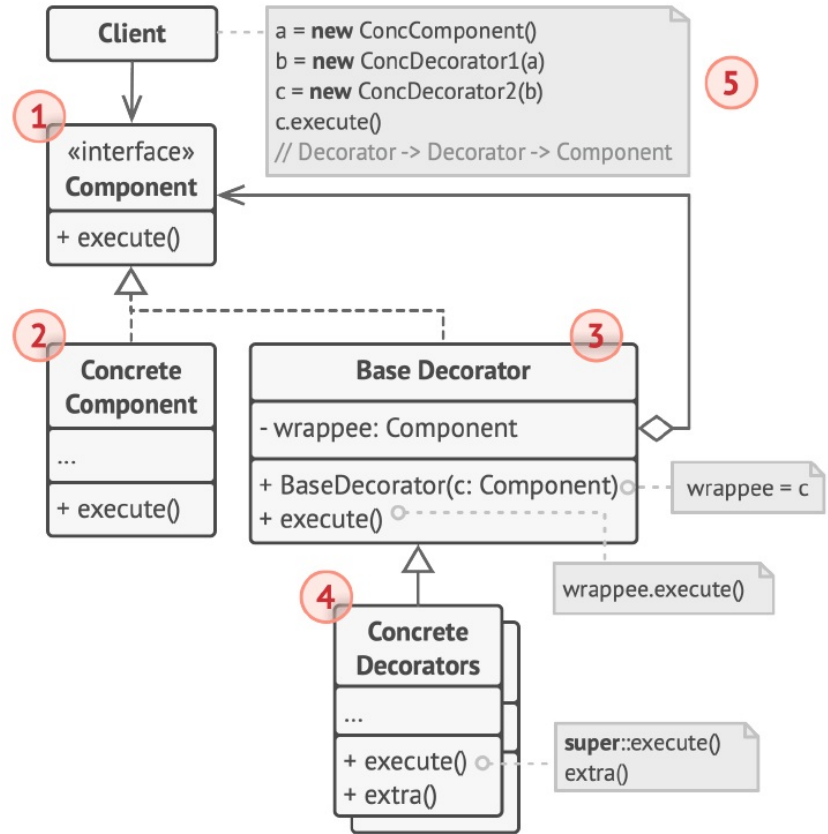 Client
a = new ConcComponent()
b = new ConcDecorator1(a)
c = new ConcDecorator2(b)
c.execute()
// Decorator -> Decorator -> Component
5
1
«interface»
Component
+ execute()
2
Concrete
Component
...
+ execute()
3
Base Decorator
- wrappee: Component
+ BaseDecorator(c: Component)
+ execute()
wrappee = c
wrappee.execute()
4
Concrete
Decorators
...
+ execute()
+ extra()
super::execute()
extra()